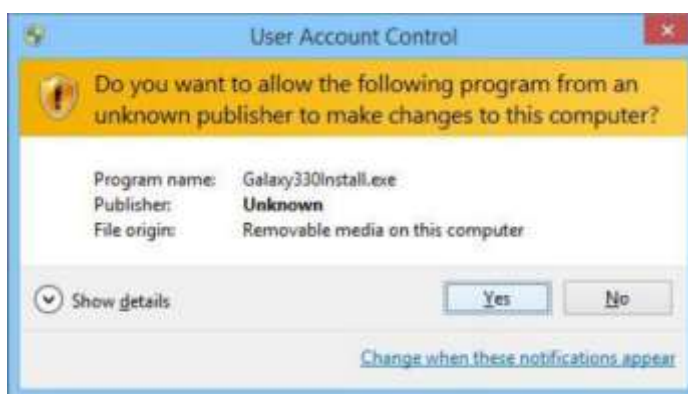 User Account Control
Do you want to allow the following program from an
unknown publisher to make changes to this computer?
Program name: Galaxy330Install.exe
Publisher: Unknown
File origin: Removable media on this computer
Show details
Yes No
Change when these notifications appear